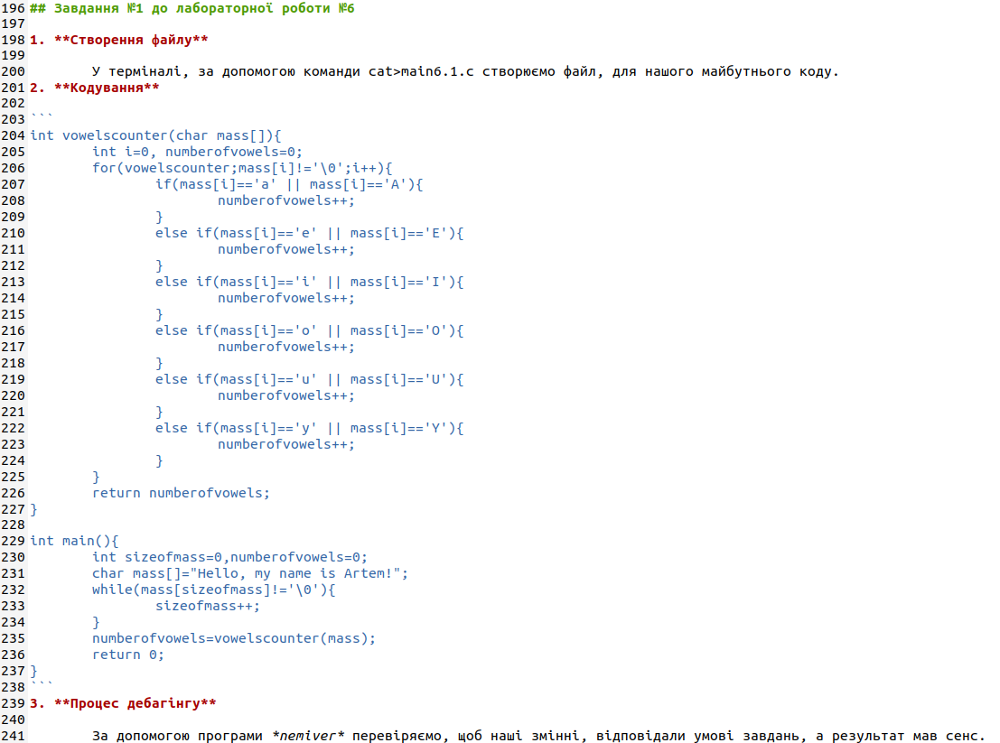 196 ## Завдання №1 до лабораторної роботи №6
197
198 1. **Створення файлу**
199
200         У терміналі, за допомогою команди cat>main6.1.c створюємо файл, для нашого майбутнього коду.
201 2. **Кодування**
202
203 ```
204 int vowelscounter(char mass[]){
205         int i=0, numberofvowels=0;
206         for(vowelscounter;mass[i]!='\0';i++){
207                 if(mass[i]=='a' || mass[i]=='A'){
208                         numberofvowels++;
209                 }
210                 else if(mass[i]=='e' || mass[i]=='E'){
211                         numberofvowels++;
212                 }
213                 else if(mass[i]=='i' || mass[i]=='I'){
214                         numberofvowels++;
215                 }
216                 else if(mass[i]=='o' || mass[i]=='O'){
217                         numberofvowels++;
218                 }
219                 else if(mass[i]=='u' || mass[i]=='U'){
220                         numberofvowels++;
221                 }
222                 else if(mass[i]=='y' || mass[i]=='Y'){
223                         numberofvowels++;
224                 }
225         }
226         return numberofvowels;
227 }
228
229 int main(){
230         int sizeofmass=0,numberofvowels=0;
231         char mass[]="Hello, my name is Artem!";
232         while(mass[sizeofmass]!='\0'){
233                 sizeofmass++;
234         }
235         numberofvowels=vowelscounter(mass);
236         return 0;
237 }
238 ```
239 3. **Процес дебагінгу**
240
241         За допомогою програми *nemiver* перевіряємо, щоб наші змінні, відповідали умові завдань, а результат мав сенс.